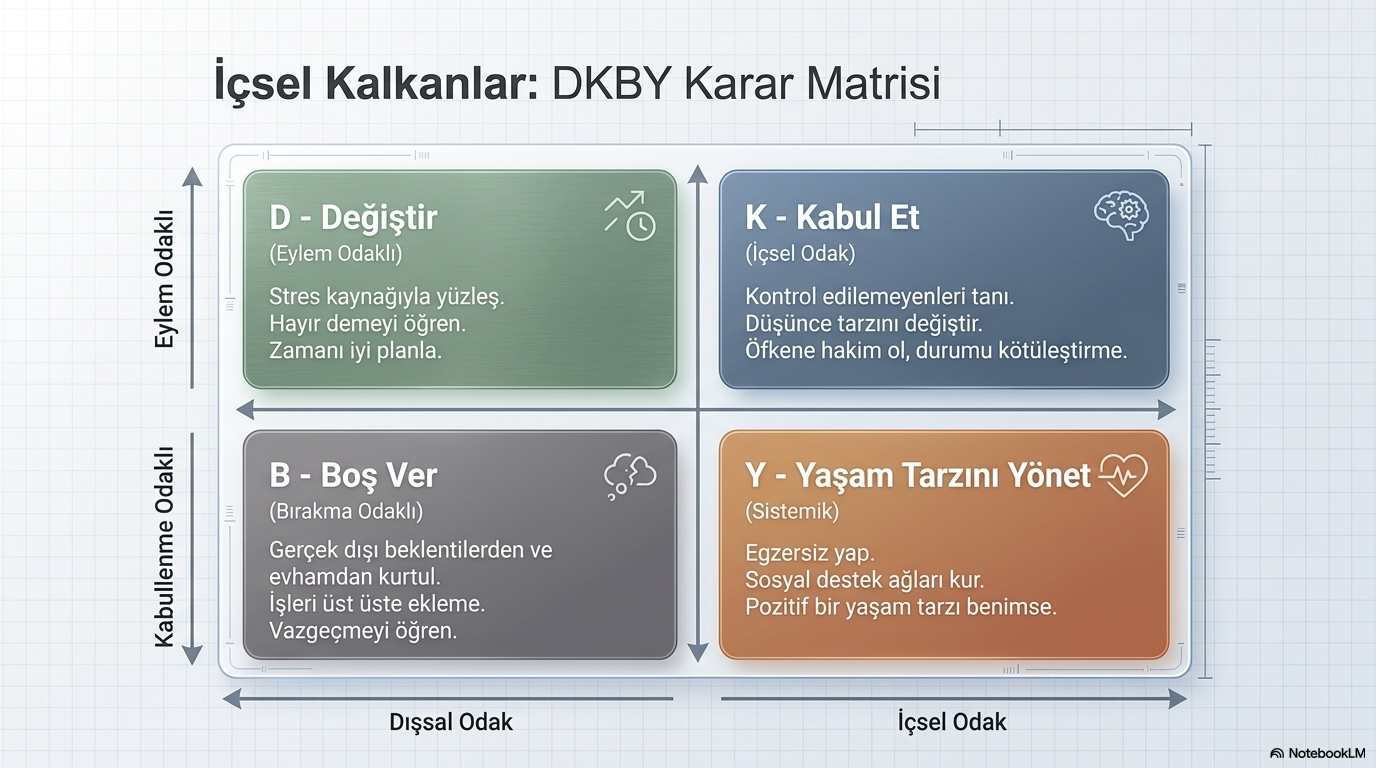 İçsel Kalkanlar: DKBY Karar Matrisi
Eylem Odaklı
D - Değiştir
(Eylem Odaklı)
Stres kaynağıyla yüzleş.
Hayır demeyi öğren.
Zamanı iyi planla.
K - Kabul Et
(İçsel Odak)
Kontrol edilemeyenleri tanı.
Düşünce tarzını değiştir.
Öfkene hakim ol, durumu kötüleştirme.
Kabullenme Odaklı
B - Boş Ver
(Bırakma Odaklı)
Gerçek dışı beklentilerden ve
evhamdan kurtul.
İşleri üst üste ekleme.
Vazgeçmeyi öğren.
Y - Yaşam Tarzını Yönet
(Sistemik)
Egzersiz yap.
Sosyal destek ağları kur.
Pozitif bir yaşam tarzı benimse.
Dışsal Odak
İçsel Odak
NotebookLM